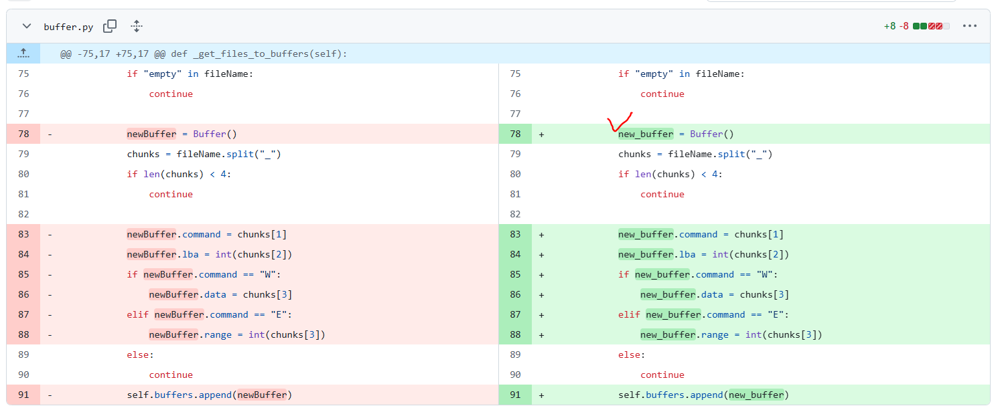 buffer.py +8 -8
@@ -75,17 +75,17 @@ def _get_files_to_buffers(self):
75 if "empty" in fileName: 75 if "empty" in fileName:
76 continue 76 continue
77 77
78 - newBuffer = Buffer() 78 + new_buffer = Buffer()
79 chunks = fileName.split("_") 79 chunks = fileName.split("_")
80 if len(chunks) < 4: 80 if len(chunks) < 4:
81 continue 81 continue
82 82
83 - newBuffer.command = chunks[1] 83 + new_buffer.command = chunks[1]
84 - newBuffer.lba = int(chunks[2]) 84 + new_buffer.lba = int(chunks[2])
85 - if newBuffer.command == "W": 85 + if new_buffer.command == "W":
86 - newBuffer.data = chunks[3] 86 + new_buffer.data = chunks[3]
87 - elif newBuffer.command == "E": 87 + elif new_buffer.command == "E":
88 - newBuffer.range = int(chunks[3]) 88 + new_buffer.range = int(chunks[3])
89 else: 89 else:
90 continue 90 continue
91 - self.buffers.append(newBuffer) 91 + self.buffers.append(new_buffer)